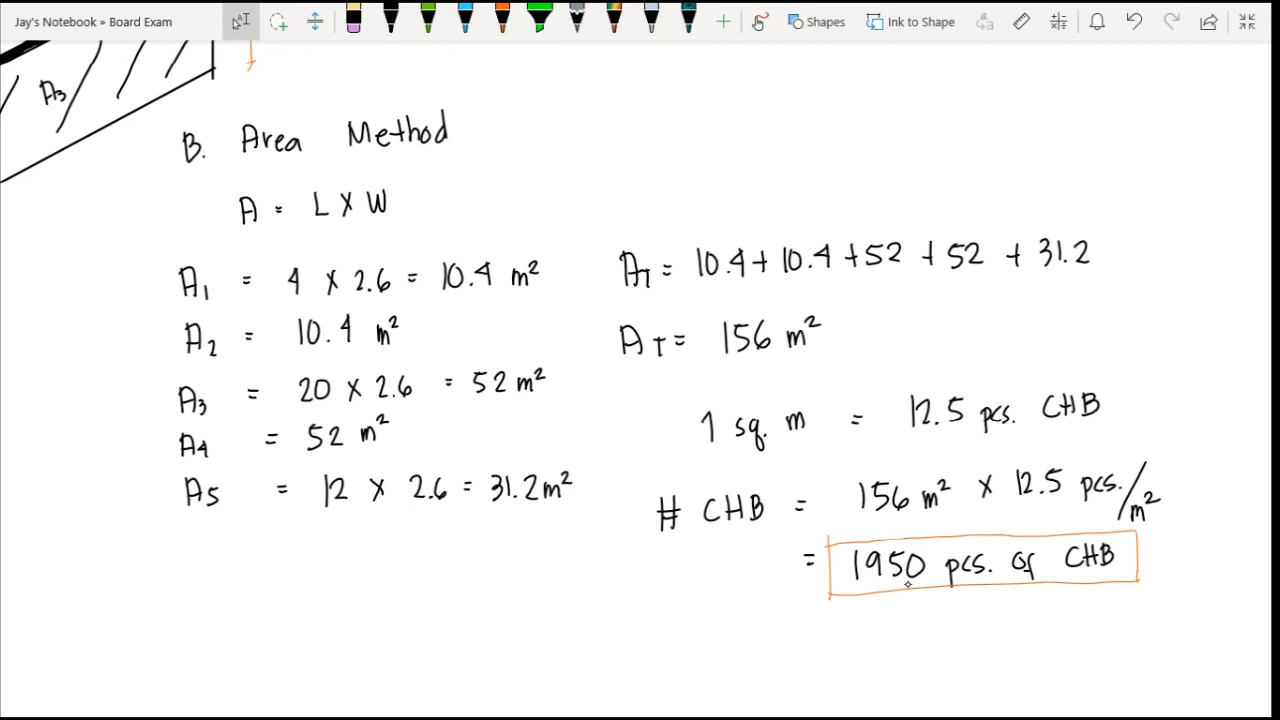 Jay's Notebook » Board Exam
Shapes
Ink to Shape
A3
B. Area Method
A = L X W
A1 = 4 X 2.6 = 10.4 m²
A2 = 10.4 m²
A3 = 20 X 2.6 = 52 m²
A4 = 52 m²
A5 = 12 X 2.6 = 31.2 m²
AT = 10.4 + 10.4 + 52 + 52 + 31.2
AT = 156 m²
1 sq. m = 12.5 pcs. CHB
# CHB = 156 m² X 12.5 pcs./m²
= 1950 pcs. of CHB